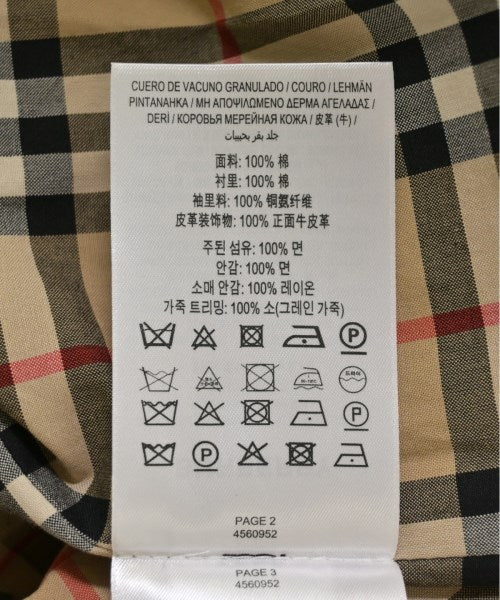 CUERO DE VACUNO GRANULADO / COURO / LEHMÄN
PINTANAHKA / ΜΗ ΑΠΟΨΙΛΩΜΕΝΟ ΔΕΡΜΑ ΑΓΕΛΑΔΑΣ /
DERİ / КОРОВЬЯ МЕРЕЙНАЯ КОЖА / 皮革 (牛) /
جلد بقر بحبيبات
面料: 100% 棉
衬里: 100% 棉
袖里料: 100% 铜氨纤维
皮革装饰物: 100% 正面牛皮革
주된 섬유: 100% 면
안감: 100% 면
소매 안감: 100% 레이온
가죽 트리밍: 100% 소(그레인 가죽)
P
드라이
P
P
PAGE 2
4560952
PAGE 3
4560952